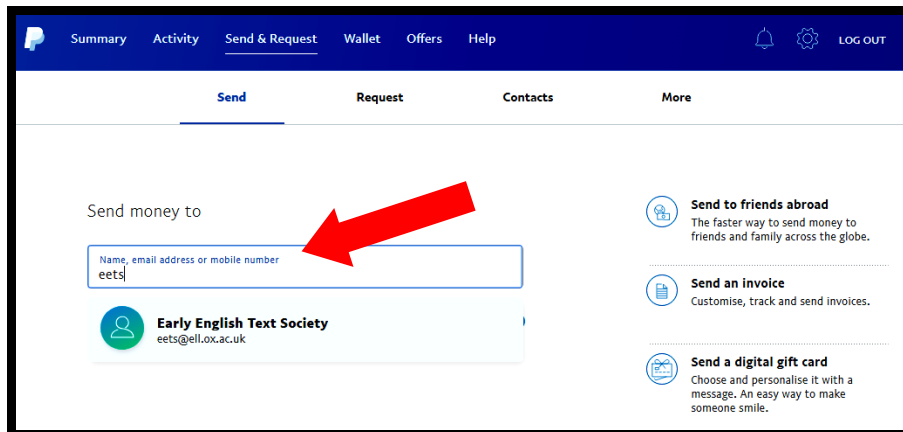 Summary Activity Send & Request Wallet Offers Help LOG OUT
Send Request Contacts More
Send money to
Name, email address or mobile number
eets
Early English Text Society
eets@ell.ox.ac.uk
Send to friends abroad
The faster way to send money to
friends and family across the globe.
Send an invoice
Customise, track and send invoices.
Send a digital gift card
Choose and personalise it with a
message. An easy way to make
someone smile.